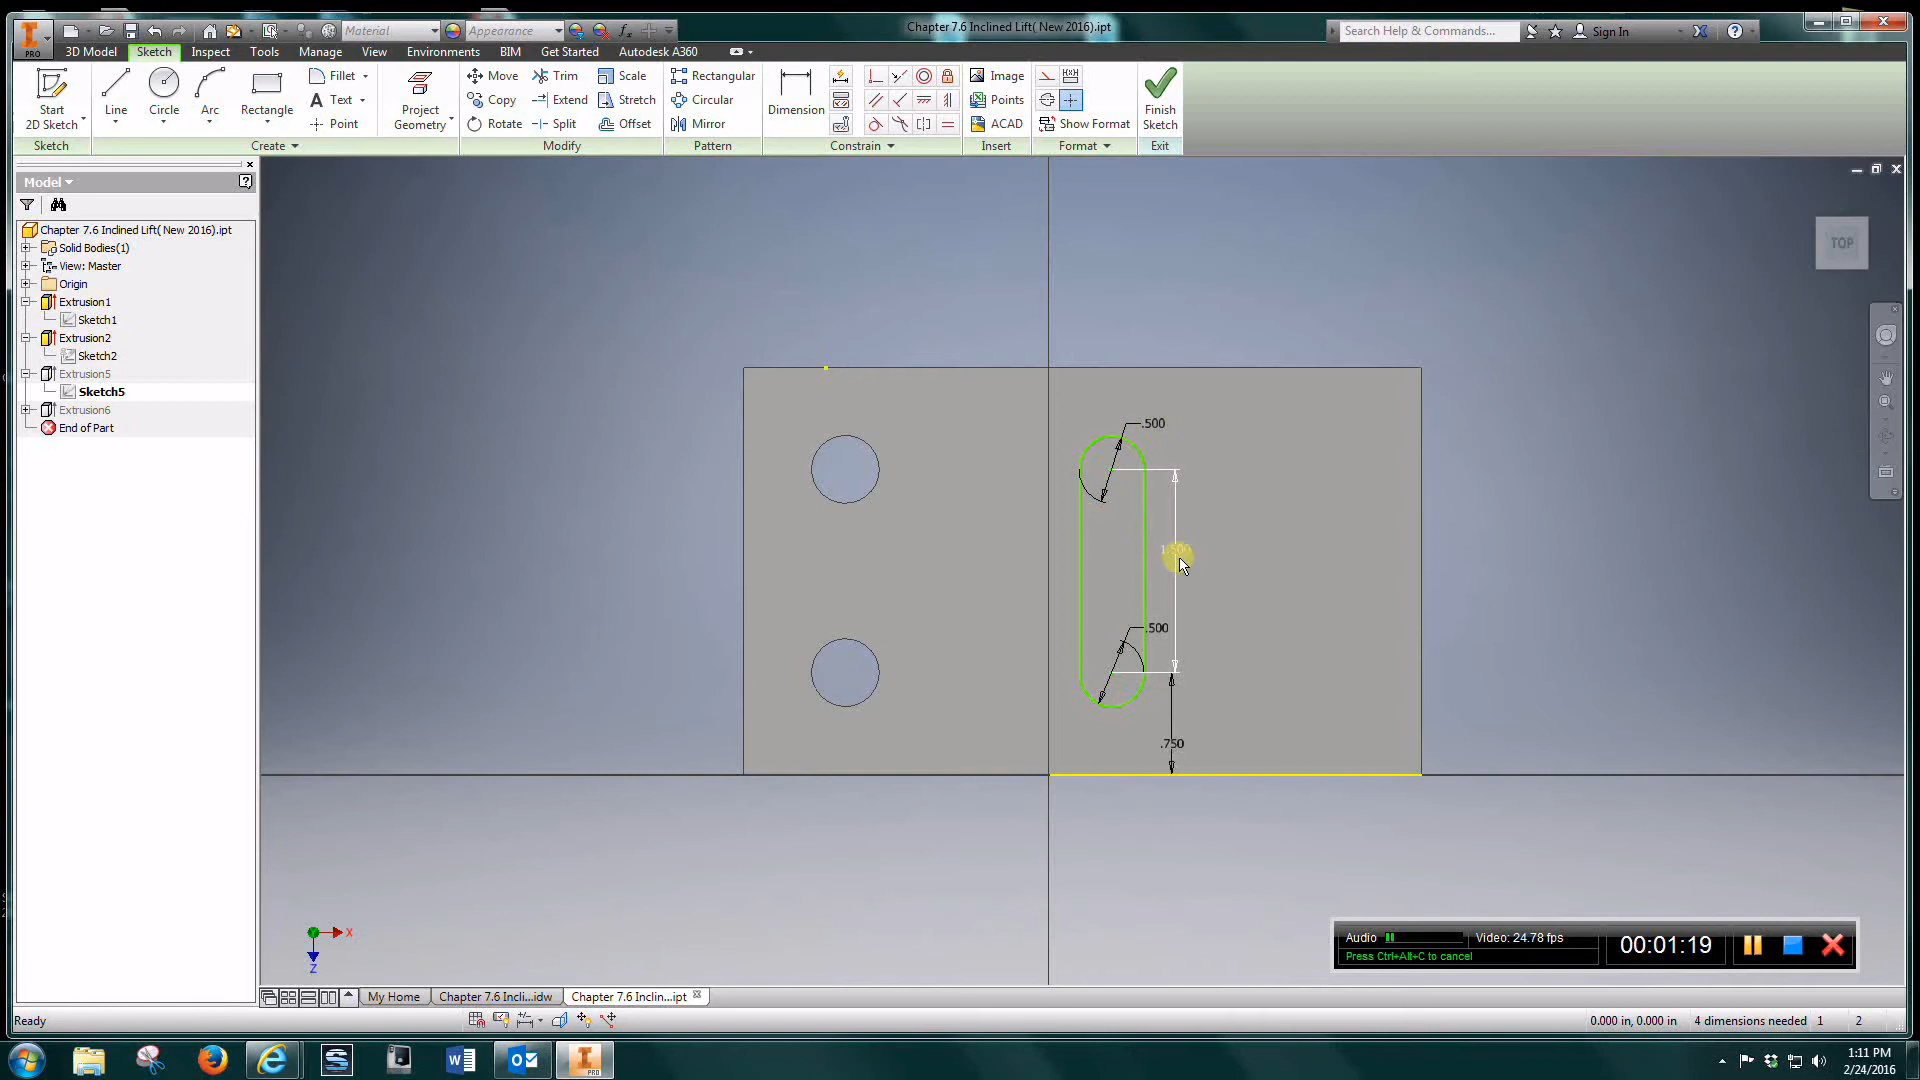 Chapter 7.6 Inclined Lift( New 2016).ipt
Material
Appearance
Search Help & Commands...
Sign In
PRO
3D Model
Sketch
Inspect
Tools
Manage
View
Environments
BIM
Get Started
Autodesk A360
Start
2D Sketch
Line
Circle
Arc
Rectangle
Fillet
Text
Point
Project
Geometry
Move
Copy
Rotate
Trim
Extend
Split
Scale
Stretch
Offset
Rectangular
Circular
Mirror
Dimension
Image
Points
ACAD
Show Format
Finish
Sketch
Sketch
Create
Modify
Pattern
Constrain
Insert
Format
Exit
Model
Chapter 7.6 Inclined Lift( New 2016).ipt
Solid Bodies(1)
View: Master
Origin
Extrusion1
Sketch1
Extrusion2
Sketch2
Extrusion5
Sketch5
Extrusion6
End of Part
TOP
.500
1.500
.500
.750
X
Z
Audio
Video: 24.78 fps
Press Ctrl+Alt+C to cancel
00:01:19
My Home
Chapter 7.6 Incli...idw
Chapter 7.6 Inclin...ipt
Ready
0.000 in, 0.000 in
4 dimensions needed
1
2
1:11 PM
2/24/2016